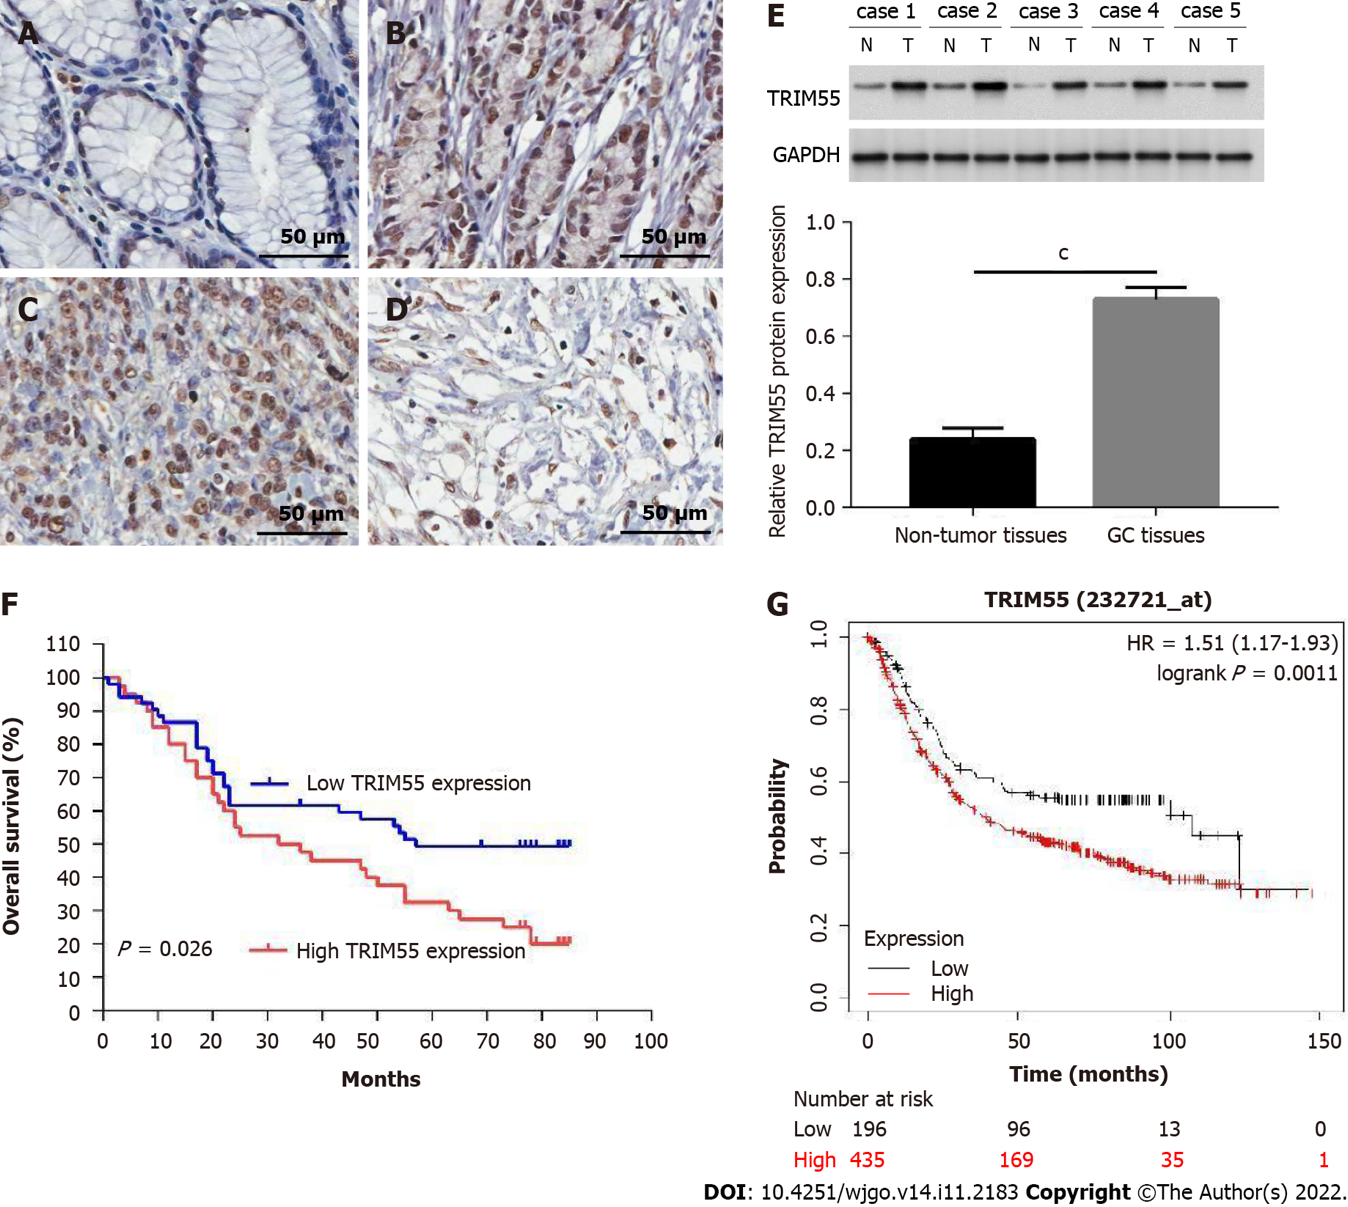 A
50 µm
B
50 µm
C
50 µm
D
50 µm
E
case 1 case 2 case 3 case 4 case 5
N T N T N T N T N T
TRIM55
GAPDH
Relative TRIM55 protein expression
1.0
0.8
0.6
0.4
0.2
0.0
c
Non-tumor tissues GC tissues
F
Overall survival (%)
110
100
90
80
70
60
50
40
30
20
10
0
Low TRIM55 expression
P = 0.026
High TRIM55 expression
0 10 20 30 40 50 60 70 80 90 100
Months
G
TRIM55 (232721_at)
HR = 1.51 (1.17-1.93)
logrank P = 0.0011
Probability
1.0
0.8
0.6
0.4
0.2
0.0
Expression
Low
High
0 50 100 150
Time (months)
Number at risk
Low 196 96 13 0
High 435 169 35 1
DOI: 10.4251/wjgo.v14.i11.2183 Copyright ©The Author(s) 2022.